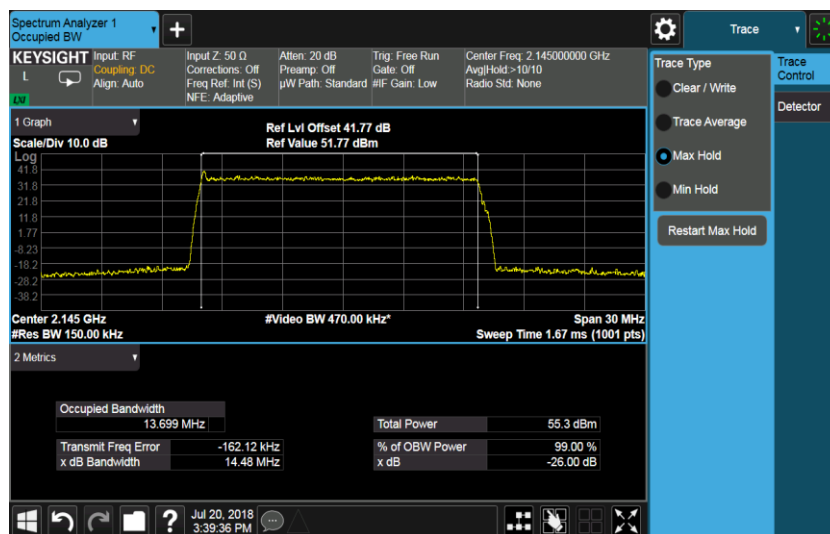 Spectrum Analyzer 1
Occupied BW
+
Trace
KEYSIGHT
L
LXI
Input: RF
Coupling: DC
Align: Auto
Input Z: 50 Ω
Corrections: Off
Freq Ref: Int (S)
NFE: Adaptive
Atten: 20 dB
Preamp: Off
µW Path: Standard
Trig: Free Run
Gate: Off
#IF Gain: Low
Center Freq: 2.145000000 GHz
Avg|Hold:>10/10
Radio Std: None
Trace Type
Clear / Write
Trace Average
Max Hold
Min Hold
Restart Max Hold
Trace
Control
Detector
1 Graph
Scale/Div 10.0 dB
Ref Lvl Offset 41.77 dB
Ref Value 51.77 dBm
Log
41.8
31.8
21.8
11.8
1.77
-8.23
-18.2
-28.2
-38.2
Center 2.145 GHz
#Video BW 470.00 kHz*
Span 30 MHz
#Res BW 150.00 kHz
Sweep Time 1.67 ms (1001 pts)
2 Metrics
Occupied Bandwidth
13.699 MHz
Total Power 55.3 dBm
Transmit Freq Error -162.12 kHz
% of OBW Power 99.00 %
x dB Bandwidth 14.48 MHz
x dB -26.00 dB
?
Jul 20, 2018
3:39:36 PM